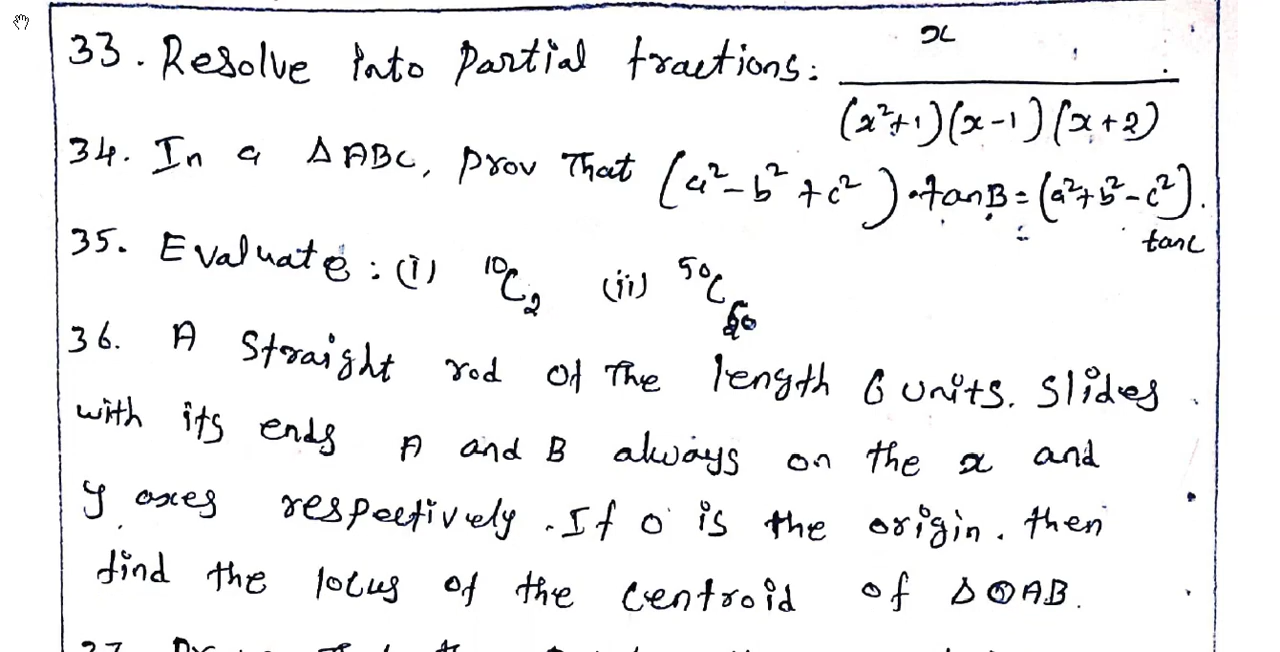 33. Resolve into Partial fractions: x / (x²+1)(x-1)(x+2)
34. In a ΔABC, prov That (a²-b²+c²).tanB = (a²+b²-c²).
tanc
35. Evaluate : (i) ¹⁰C₂ (ii) ⁵⁰C
36. A Straight rod of The length 6 units. Slides
with its ends A and B always on the x and
y axes respectively. If O is the origin. then
find the locus of the centroid of ΔOAB.